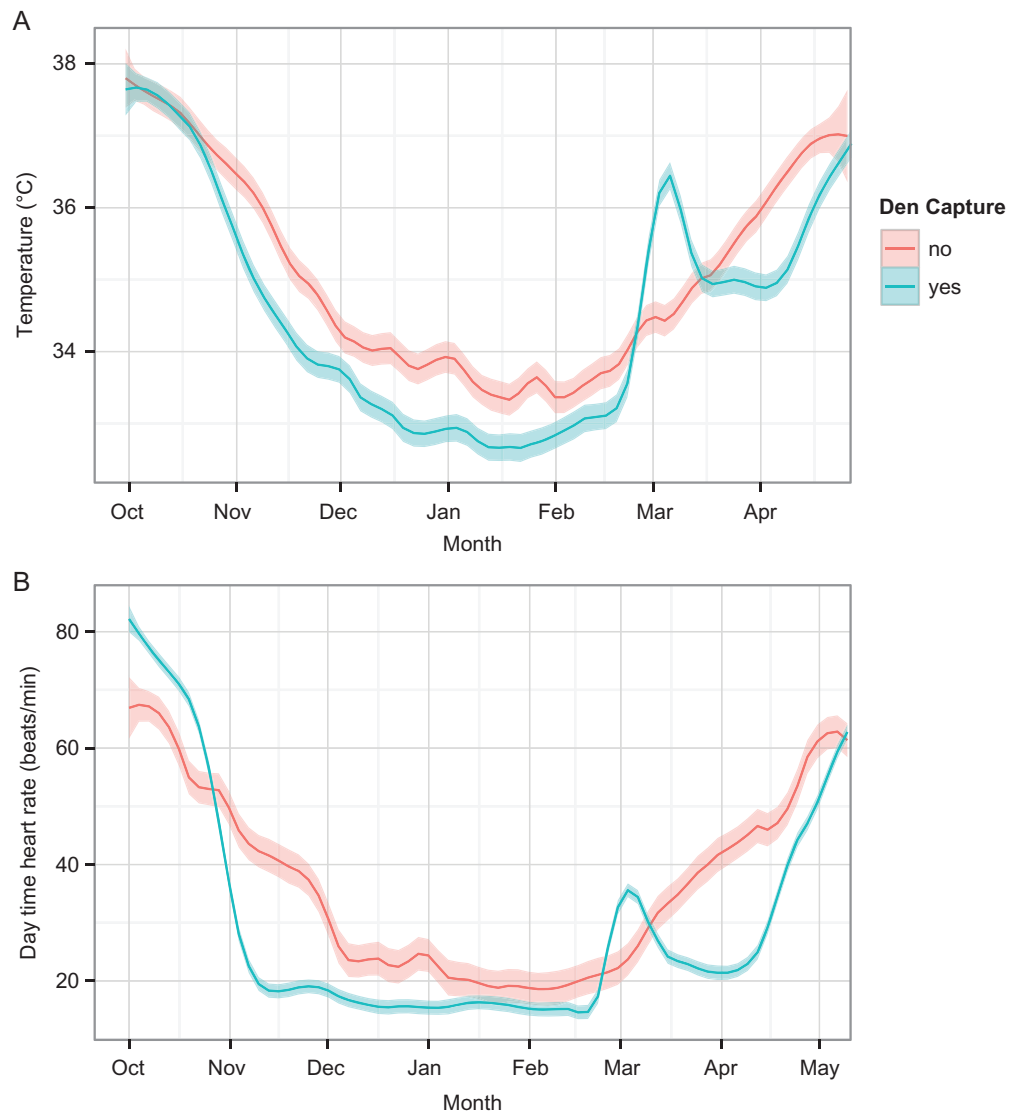 A
Temperature (°C)
38
36
34
Oct Nov Dec Jan Feb Mar Apr
Month
Den Capture
no
yes
B
Day time heart rate (beats/min)
80
60
40
20
Oct Nov Dec Jan Feb Mar Apr May
Month